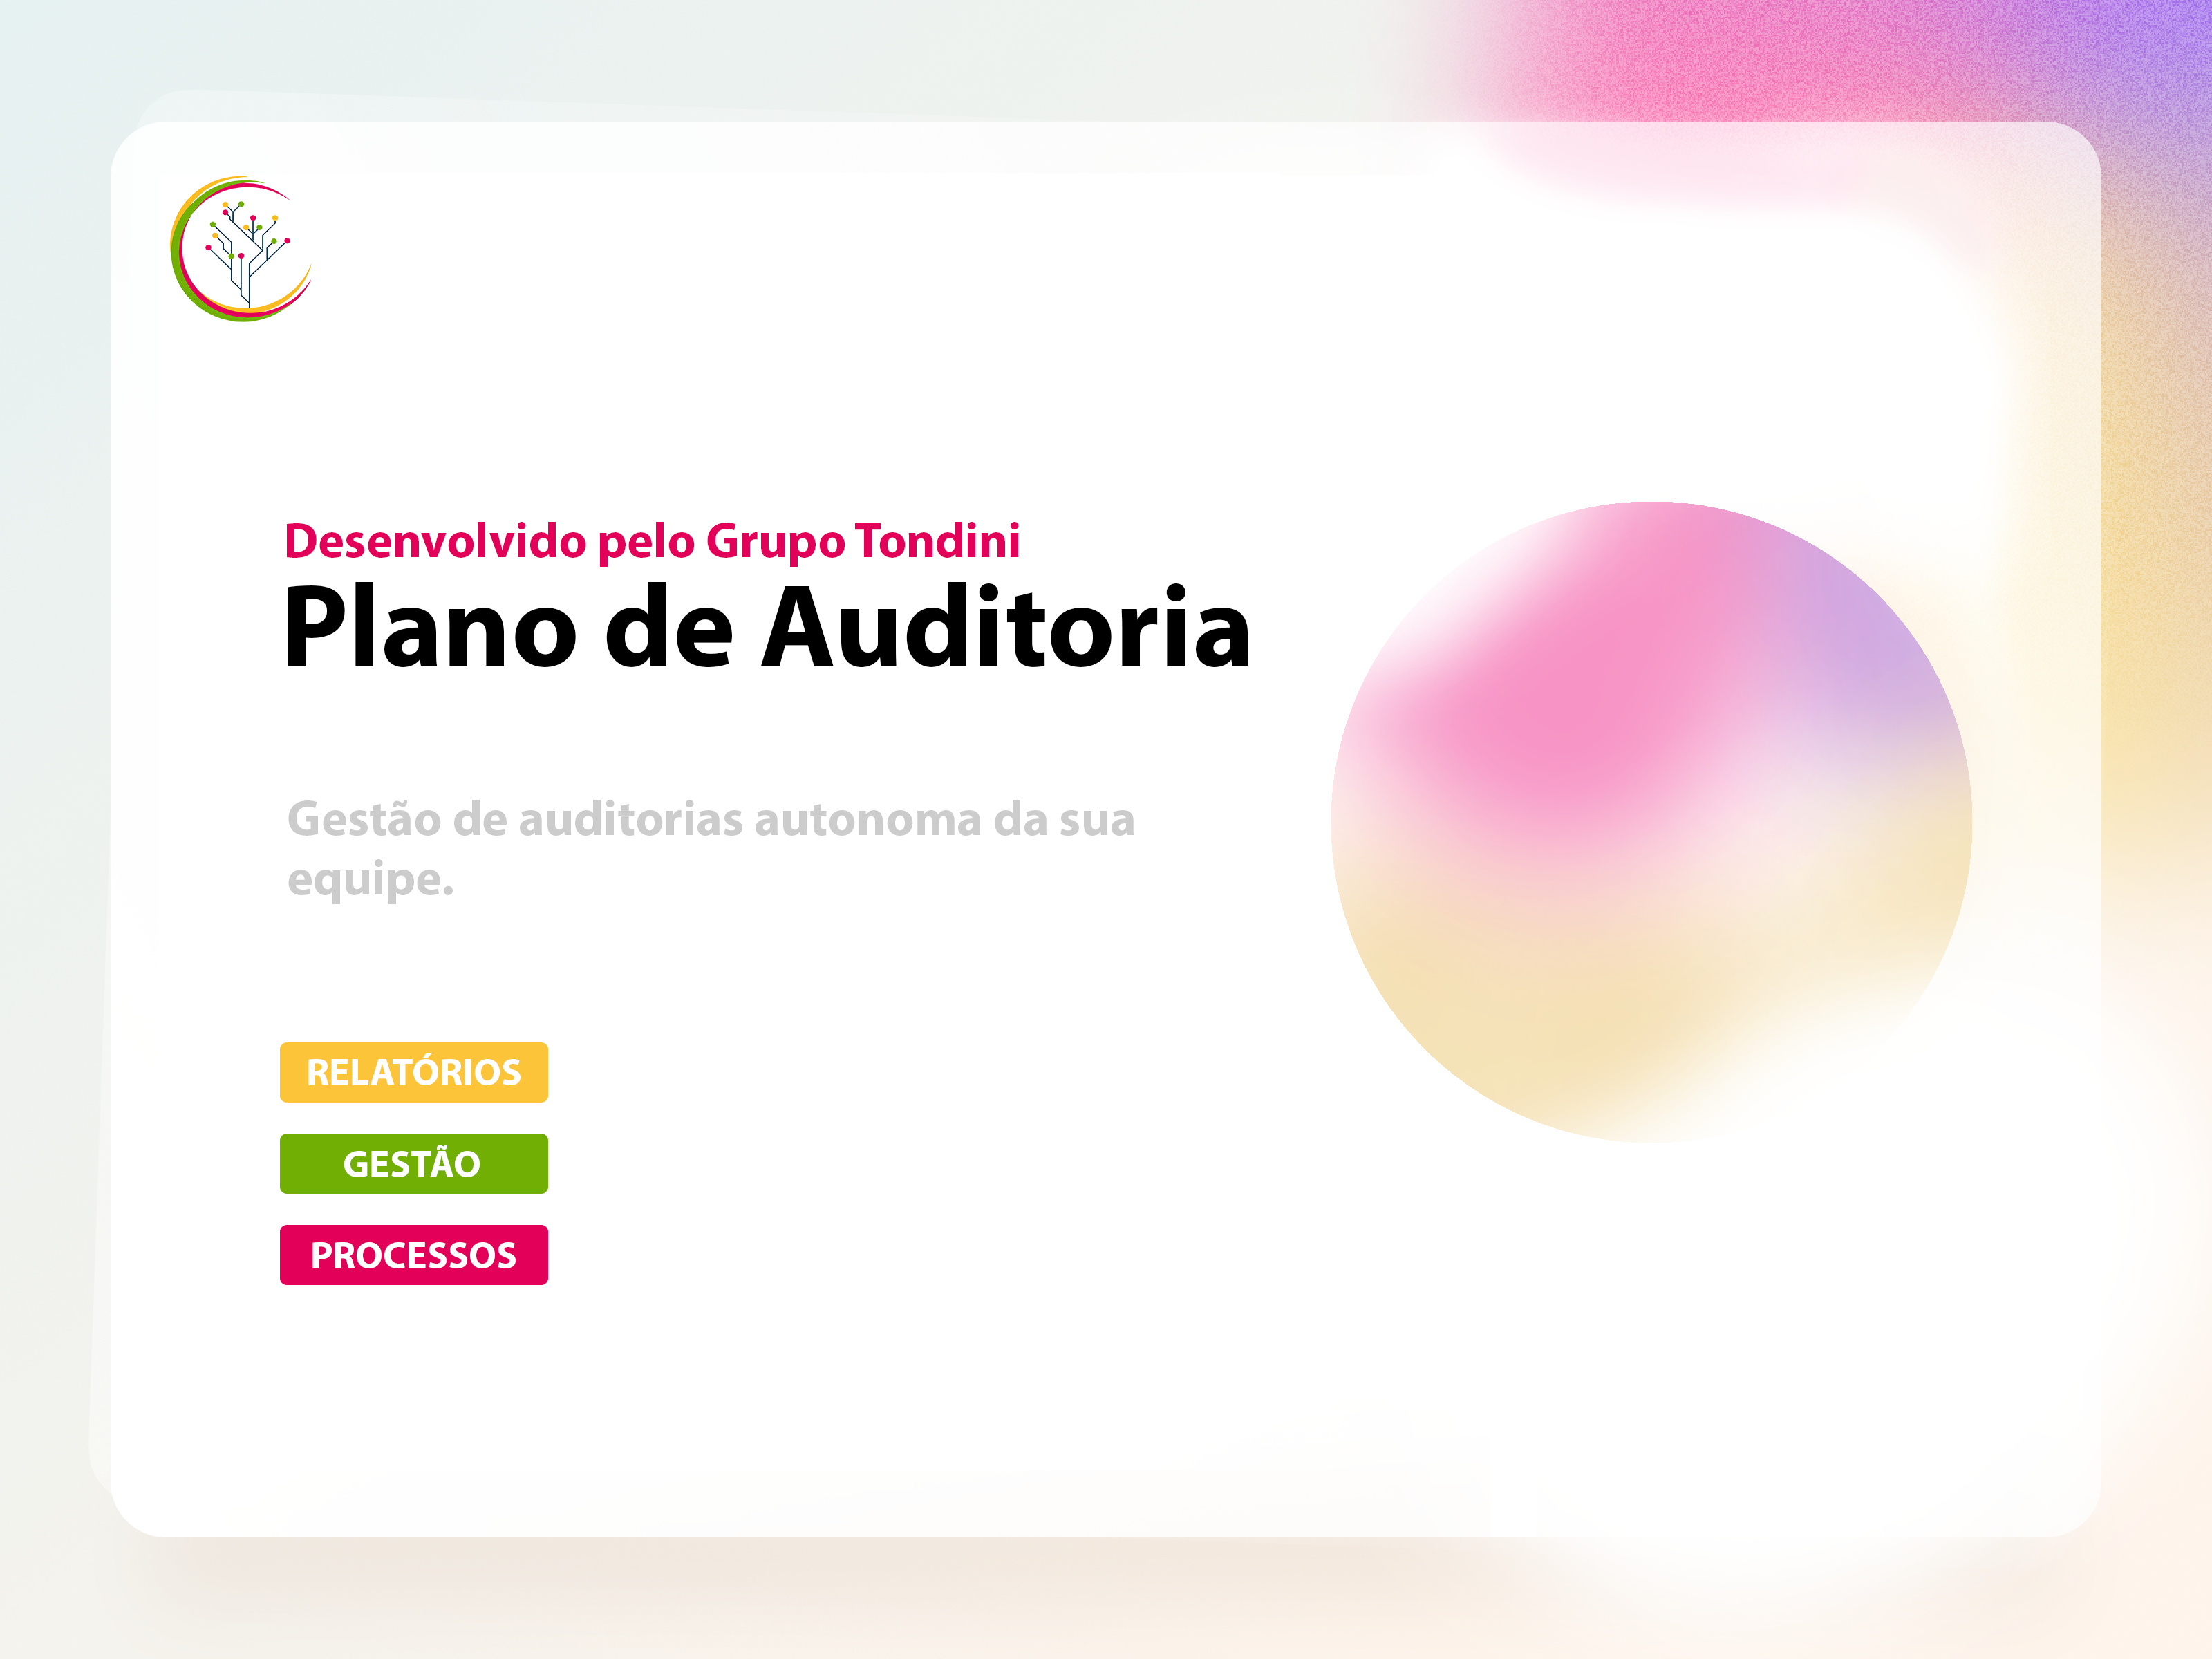 Desenvolvido pelo Grupo Tondini
Plano de Auditoria
Gestão de auditorias autonoma da sua
equipe.
RELATÓRIOS
GESTÃO
PROCESSOS